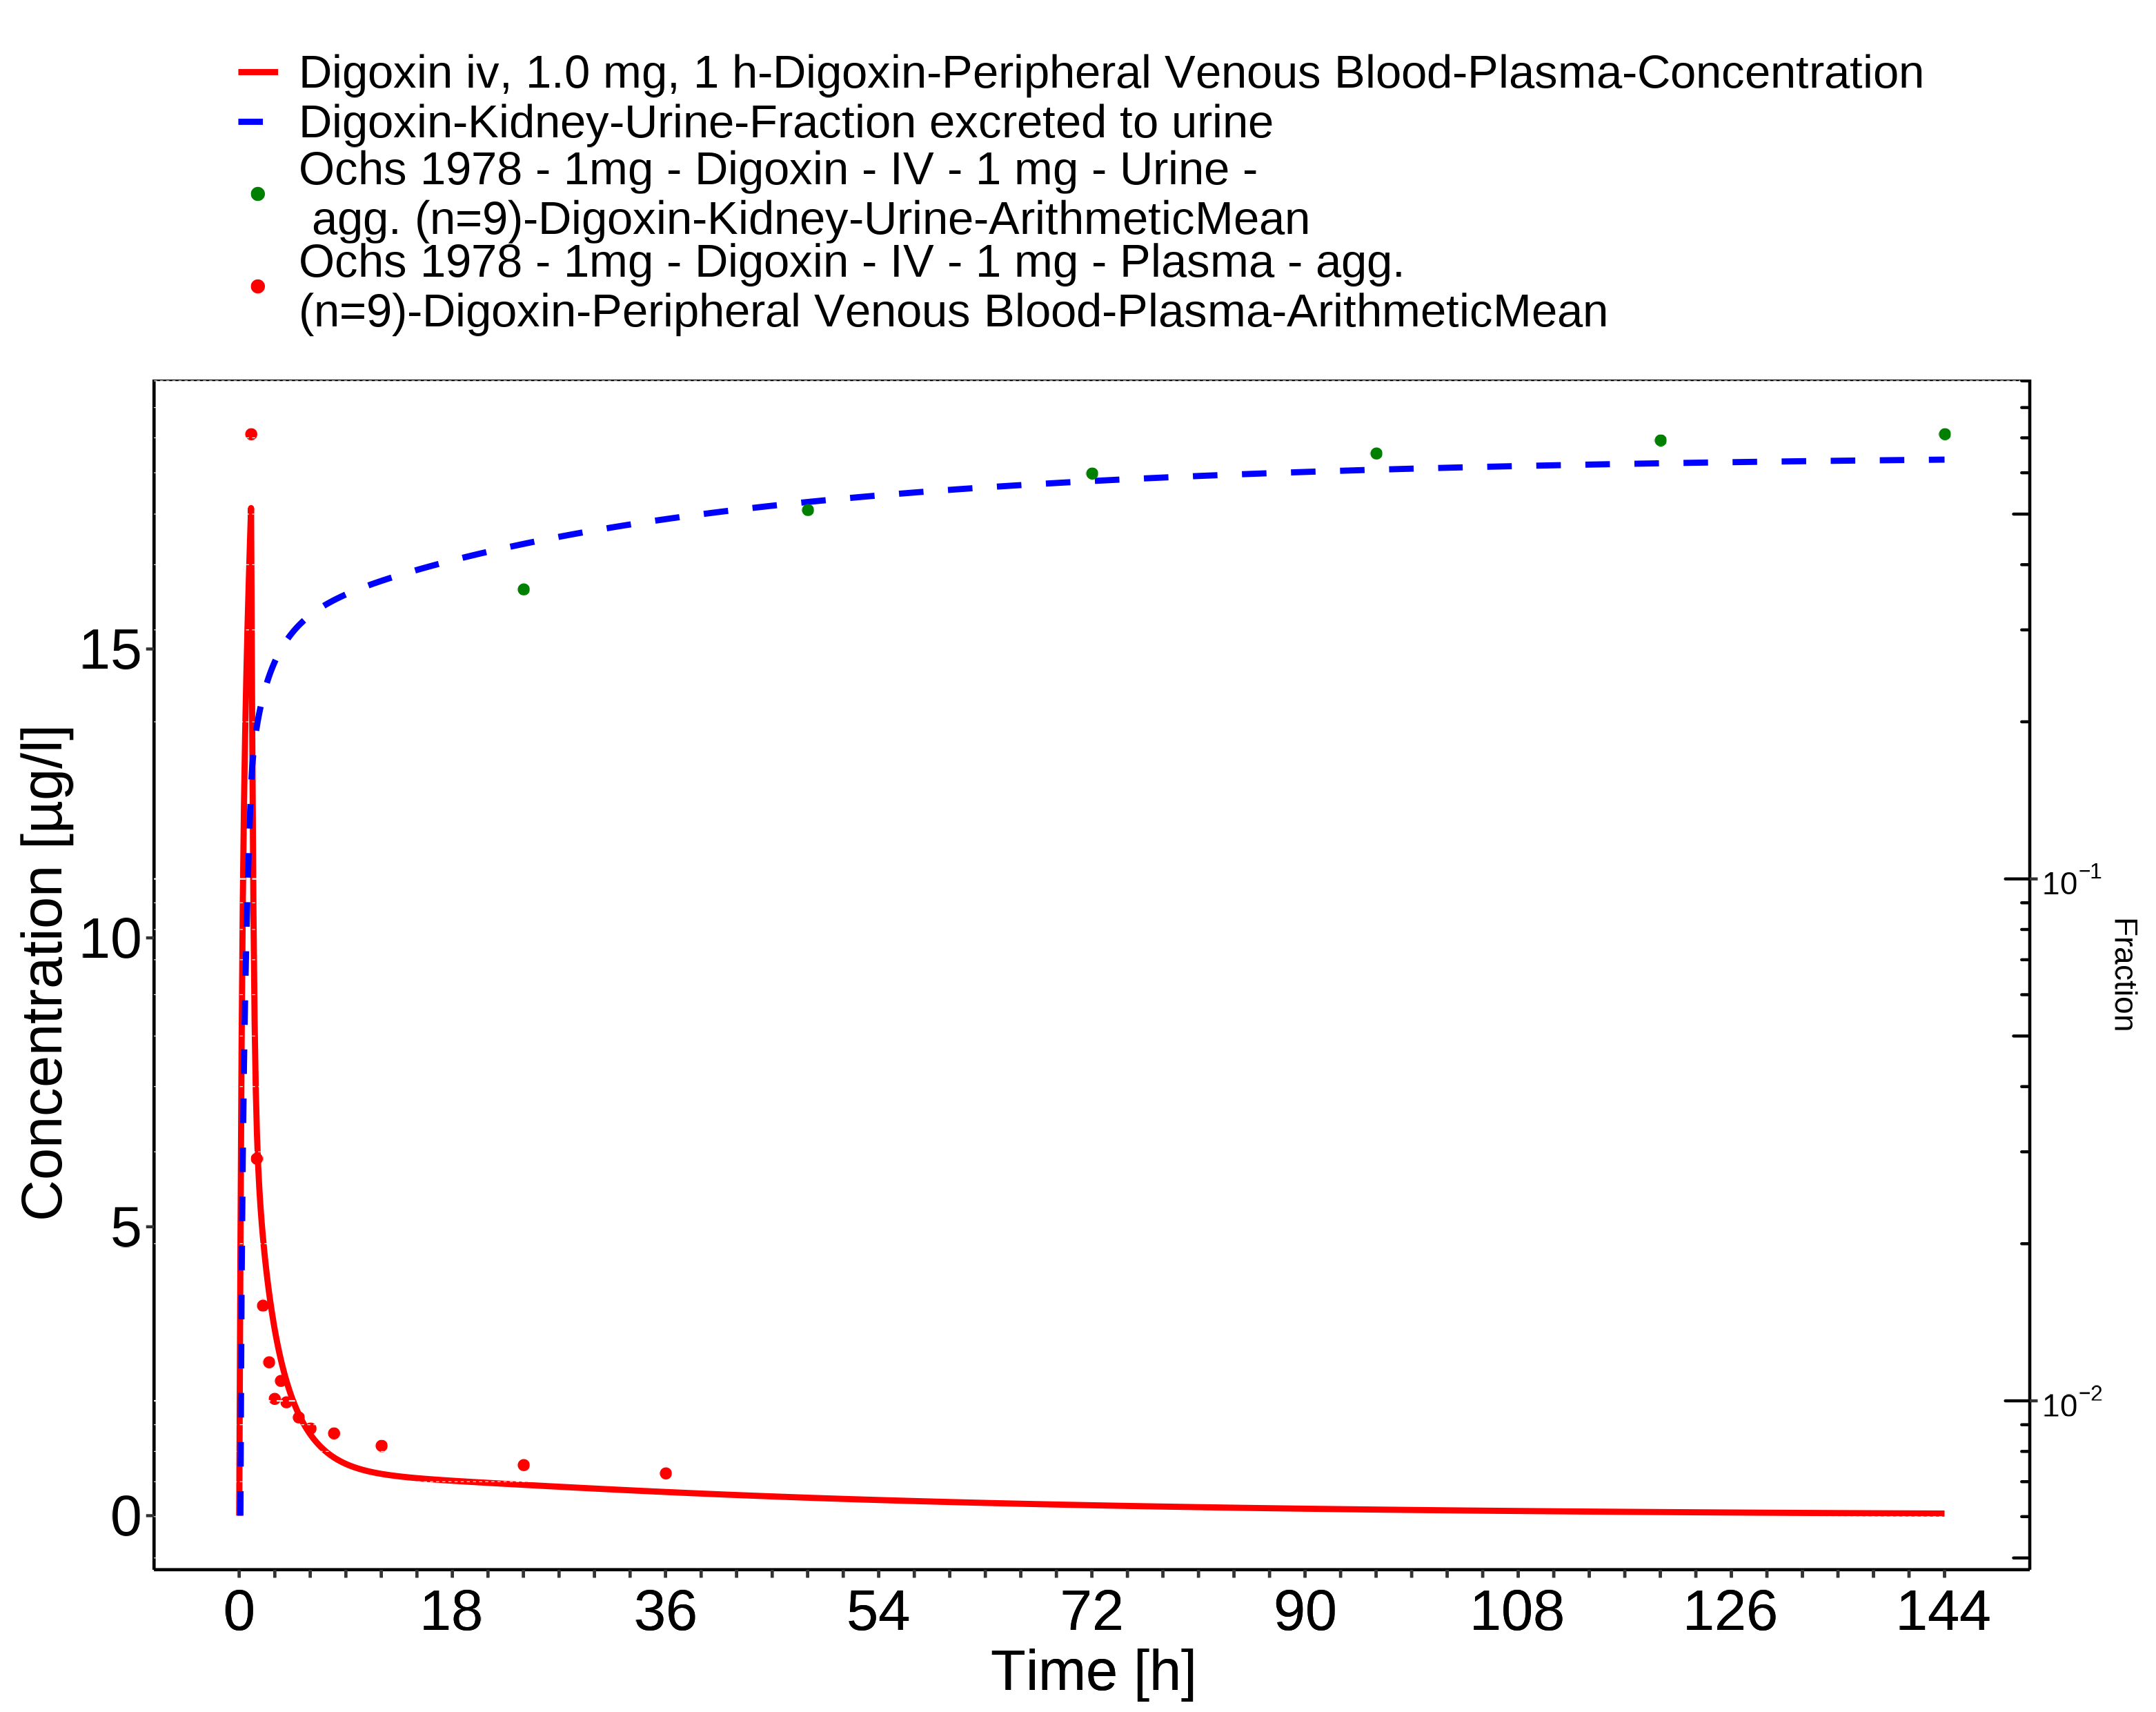 Digoxin iv, 1.0 mg, 1 h-Digoxin-Peripheral Venous Blood-Plasma-Concentration
Digoxin-Kidney-Urine-Fraction excreted to urine
Ochs 1978 - 1mg - Digoxin - IV - 1 mg - Urine -
agg. (n=9)-Digoxin-Kidney-Urine-ArithmeticMean
Ochs 1978 - 1mg - Digoxin - IV - 1 mg - Plasma - agg.
(n=9)-Digoxin-Peripheral Venous Blood-Plasma-ArithmeticMean
Concentration [µg/l]
15
10
5
0
10⁻¹
10⁻²
Fraction
0 18 36 54 72 90 108 126 144
Time [h]